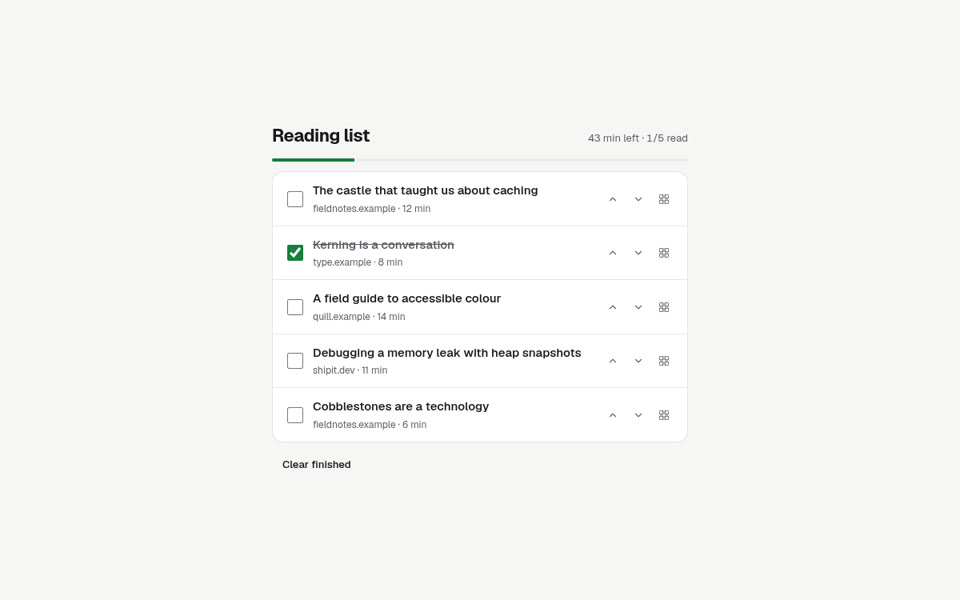 Reading list
43 min left · 1/5 read
The castle that taught us about caching
fieldnotes.example · 12 min
Kerning is a conversation
type.example · 8 min
A field guide to accessible colour
quill.example · 14 min
Debugging a memory leak with heap snapshots
shipit.dev · 11 min
Cobblestones are a technology
fieldnotes.example · 6 min
Clear finished